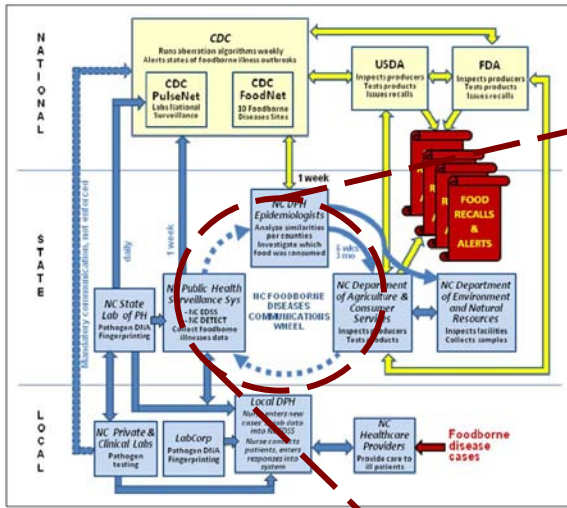 NATIONAL
CDC
Runs aberration algorithms weekly
Alerts states of foodborne illness outbreaks
CDC
PulseNet
Labs National
Surveillance
CDC
FoodNet
10 Foodborne
Diseases Sites
USDA
Inspects producers
Tests products
Issues recalls
FDA
Inspects producers
Tests products
Issues recalls
FOOD
RECALLS
&
ALERTS
STATE
Mandatory communication, not enforced
daily
1 week
1 week
NC DPH
Epidemiologists
Analyze similarities
per counties
Investigate which
food was consumed
NC State
Lab of PH
Pathogen DNA
Fingerprinting
NC Public Health
Surveillance Sys
- NC EDSS
- NC DETECT
Collect foodborne
illnesses data
NC FOODBORNE
DISEASES
COMMUNICATIONS
WHEEL
3 mo
NC Department
of Agriculture &
Consumer
Services
Inspects producers
Tests products
NC Department
of Environment and
Natural Resources
Inspects facilities
Collects samples
LOCAL
NC Private &
Clinical Labs
Pathogen
testing
LabCorp
Pathogen DNA
Fingerprinting
Local DPH
Nurse enters new
cases data
into
Nurse contacts
patients, enters
responses into
system
NC
Healthcare
Providers
Provide care to
ill patients
Foodborne
disease
cases